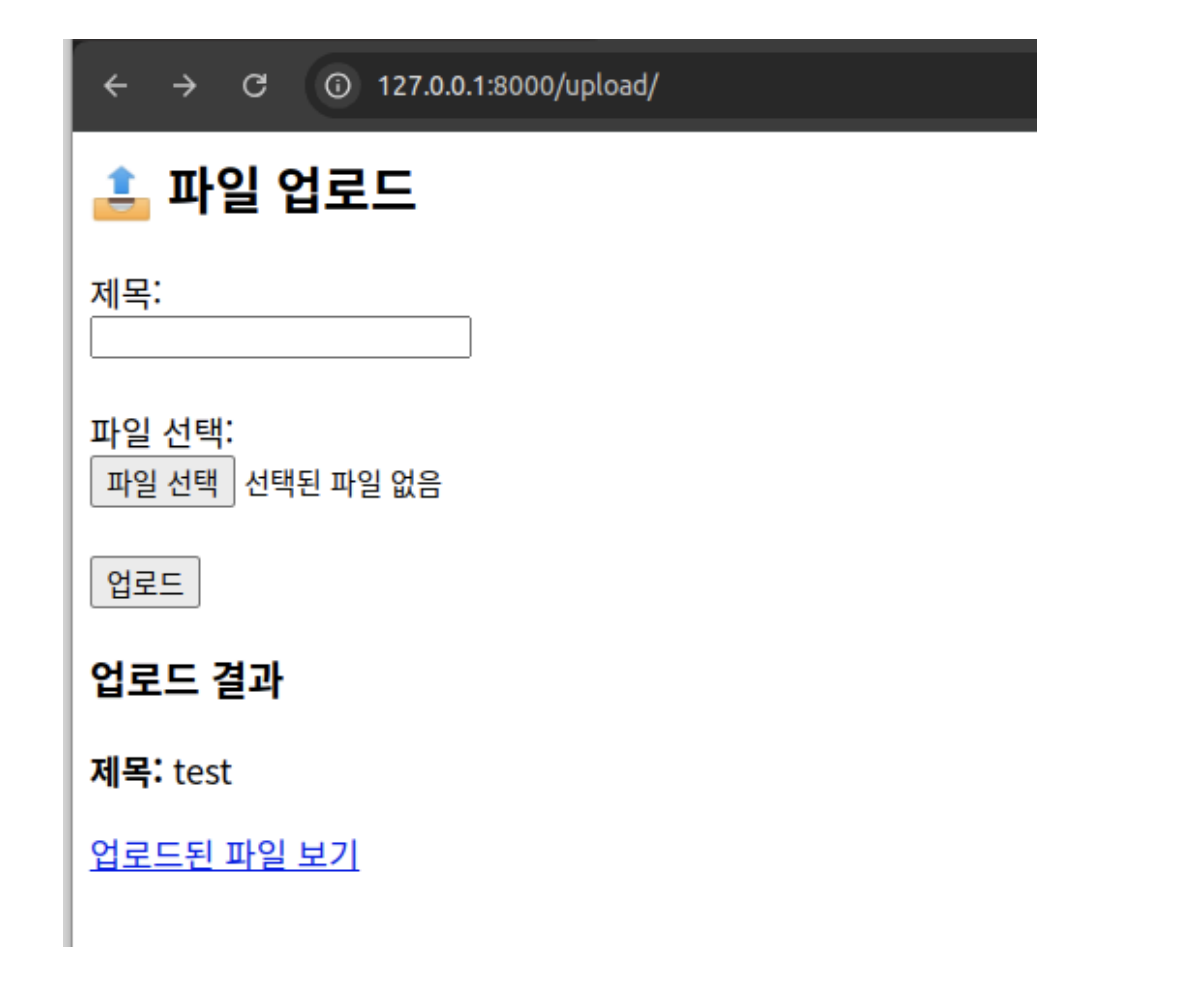 127.0.0.1:8000/upload/
파일 업로드
제목:
파일 선택:
파일 선택 선택된 파일 없음
업로드
업로드 결과
제목: test
업로드된 파일 보기